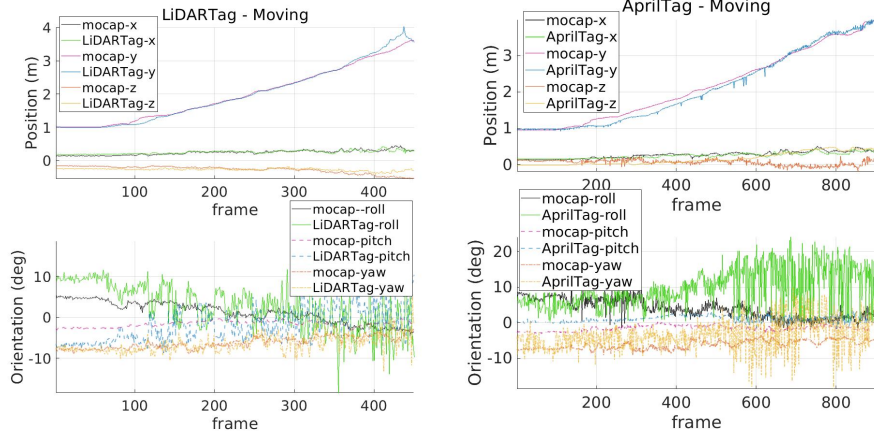 LiDARTag - Moving
mocap-x
LiDARTag-x
mocap-y
LiDARTag-y
mocap-z
LiDARTag-z
Position (m)
4
3
2
1
0
100
200
300
400
frame
AprilTag - Moving
mocap-x
AprilTag-x
mocap-y
AprilTag-y
mocap-z
AprilTag-z
Position (m)
3
2
1
0
200
400
600
800
frame
mocap--roll
LiDARTag-roll
mocap-pitch
LiDARTag-pitch
mocap-yaw
LiDARTag-yaw
Orientation (deg)
10
0
-10
100
200
300
400
frame
mocap-roll
AprilTag-roll
mocap-pitch
AprilTag-pitch
mocap-yaw
AprilTag-yaw
Orientation (deg)
20
10
0
-10
200
400
600
800
frame